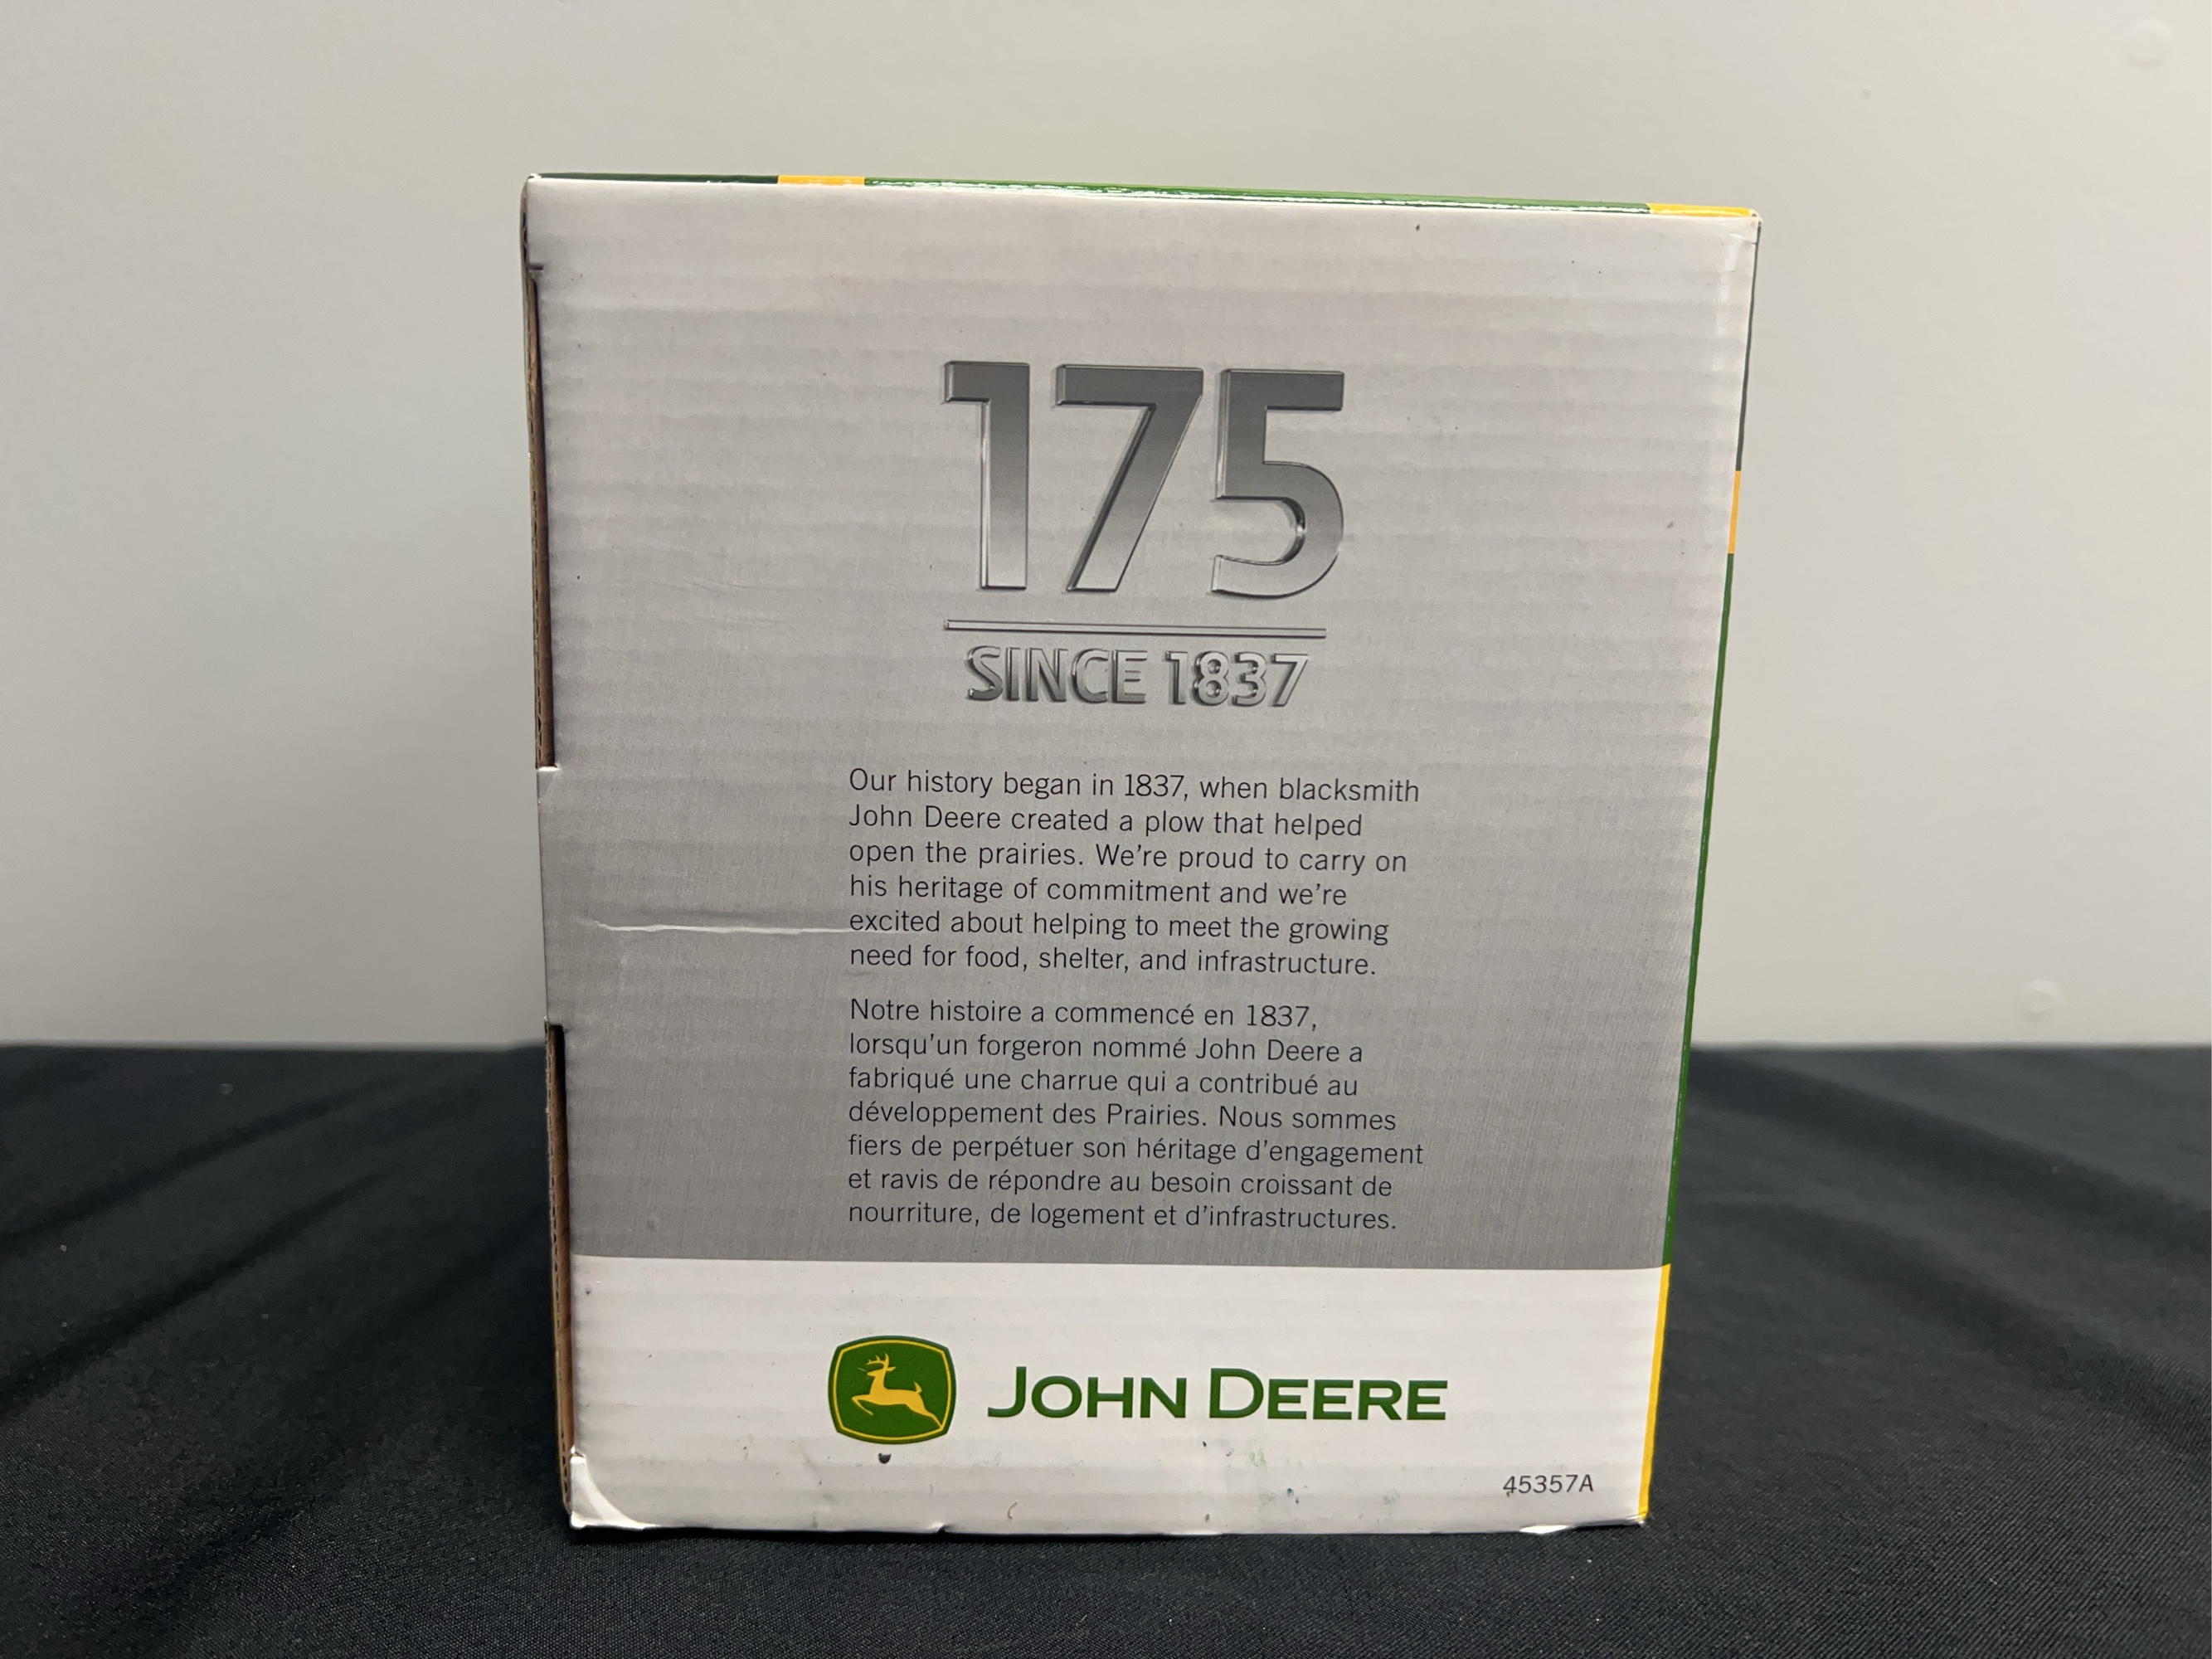 175
SINCE 1837
Our history began in 1837, when blacksmith
John Deere created a plow that helped
open the prairies. We're proud to carry on
his heritage of commitment and we're
excited about helping to meet the growing
need for food, shelter, and infrastructure.
Notre histoire a commencé en 1837,
lorsqu'un forgeron nommé John Deere a
fabriqué une charrue qui a contribué au
développement des Prairies. Nous sommes
fiers de perpétuer son héritage d'engagement
et ravis de répondre au besoin croissant de
nourriture, de logement et d'infrastructures.
JOHN DEERE
45357A